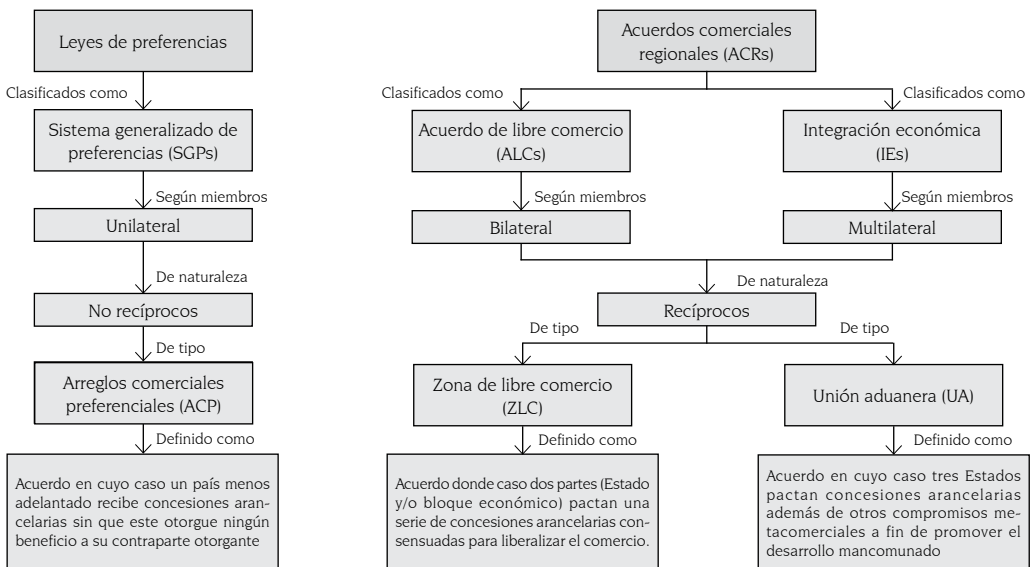 Leyes de preferencias
Clasificados como
Sistema generalizado de
preferencias (SGPs)
Según miembros
Unilateral
De naturaleza
No recíprocos
De tipo
Arreglos comerciales
preferenciales (ACP)
Definido como
Acuerdo en cuyo caso un país menos
adelantado recibe concesiones aran-
celarias sin que este otorgue ningún
beneficio a su contraparte otorgante
Acuerdos comerciales
regionales (ACRs)
Clasificados como
Clasificados como
Acuerdo de libre comercio
(ALCs)
Integración económica
(IEs)
Según miembros
Según miembros
Bilateral
Multilateral
De naturaleza
Recíprocos
De tipo
De tipo
Zona de libre comercio
(ZLC)
Unión aduanera (UA)
Definido como
Definido como
Acuerdo donde caso dos partes (Estado
y/o bloque económico) pactan una
serie de concesiones arancelarias con-
sensuadas para liberalizar el comercio.
Acuerdo en cuyo caso tres Estados
pactan concesiones arancelarias
además de otros compromisos me-
tacomerciales a fin de promover el
desarrollo mancomunado